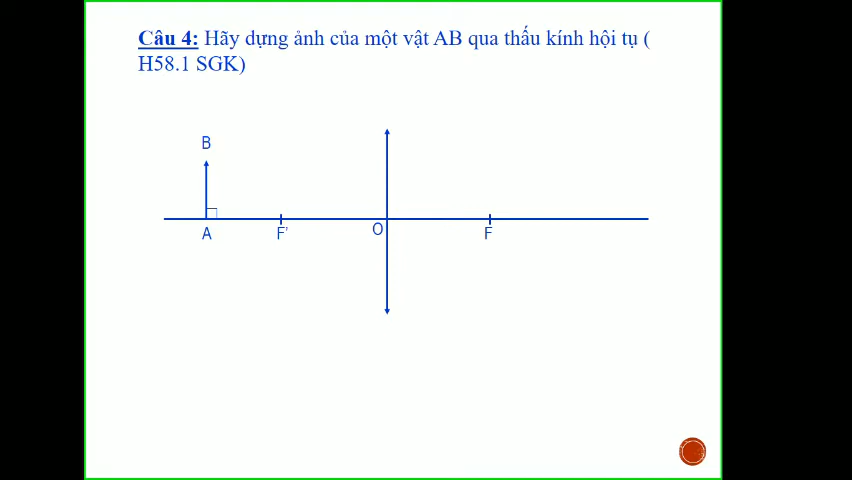 Câu 4: Hãy dựng ảnh của một vật AB qua thấu kính hội tụ (
H58.1 SGK)
B
O
A F' F